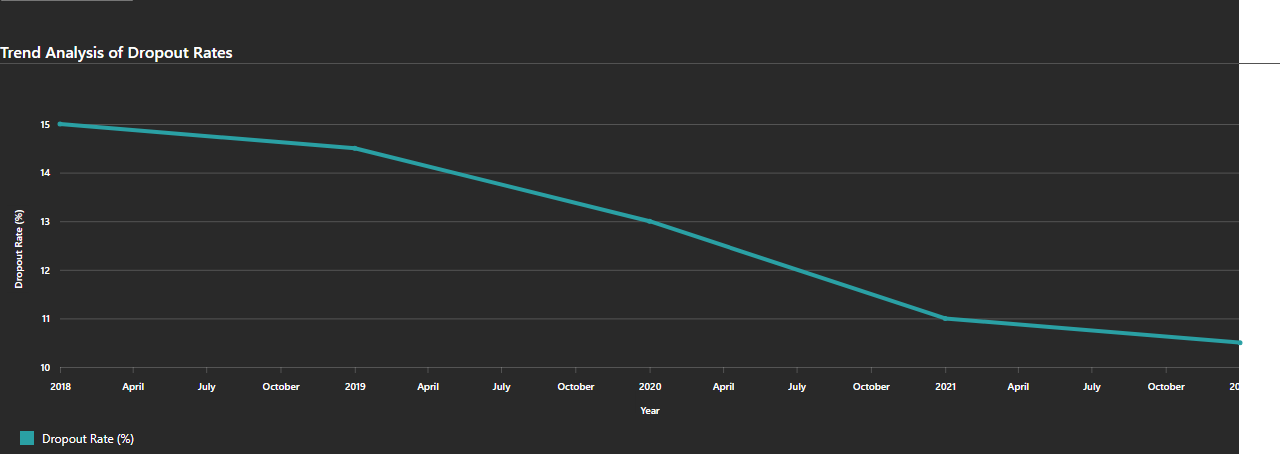 Trend Analysis of Dropout Rates
15
14
13
12
11
10
Dropout Rate (%)
2018 April July October 2019 April July October 2020 April July October 2021 April July October
Year
Dropout Rate (%)